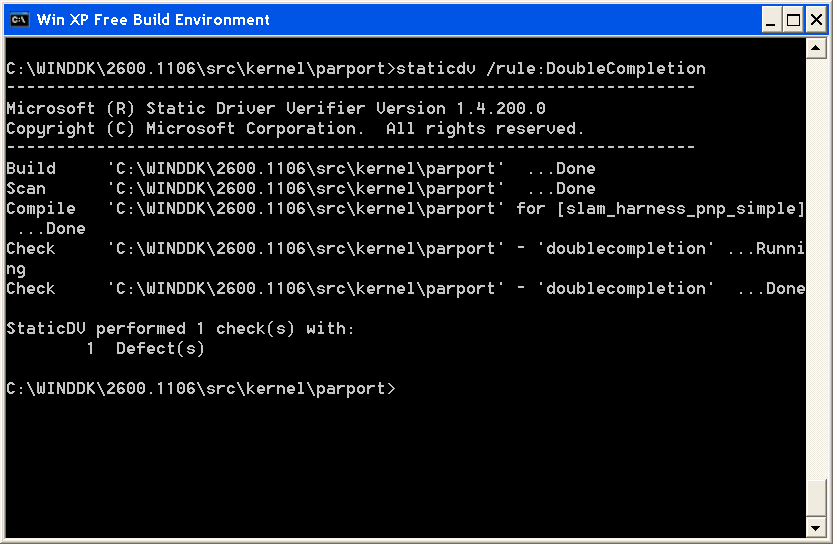 Win XP Free Build Environment
C:\WINDDK\2600.1106\src\kernel\parport>staticdv /rule:DoubleCompletion
---------------------------------------------------------------------
Microsoft (R) Static Driver Verifier Version 1.4.200.0
Copyright (C) Microsoft Corporation.  All rights reserved.
---------------------------------------------------------------------
Build     'C:\WINDDK\2600.1106\src\kernel\parport'  ...Done
Scan      'C:\WINDDK\2600.1106\src\kernel\parport'  ...Done
Compile   'C:\WINDDK\2600.1106\src\kernel\parport' for [slam_harness_pnp_simple]
 ...Done
Check     'C:\WINDDK\2600.1106\src\kernel\parport' - 'doublecompletion' ...Runni
ng
Check     'C:\WINDDK\2600.1106\src\kernel\parport' - 'doublecompletion'  ...Done
StaticDV performed 1 check(s) with:
        1  Defect(s)
C:\WINDDK\2600.1106\src\kernel\parport>